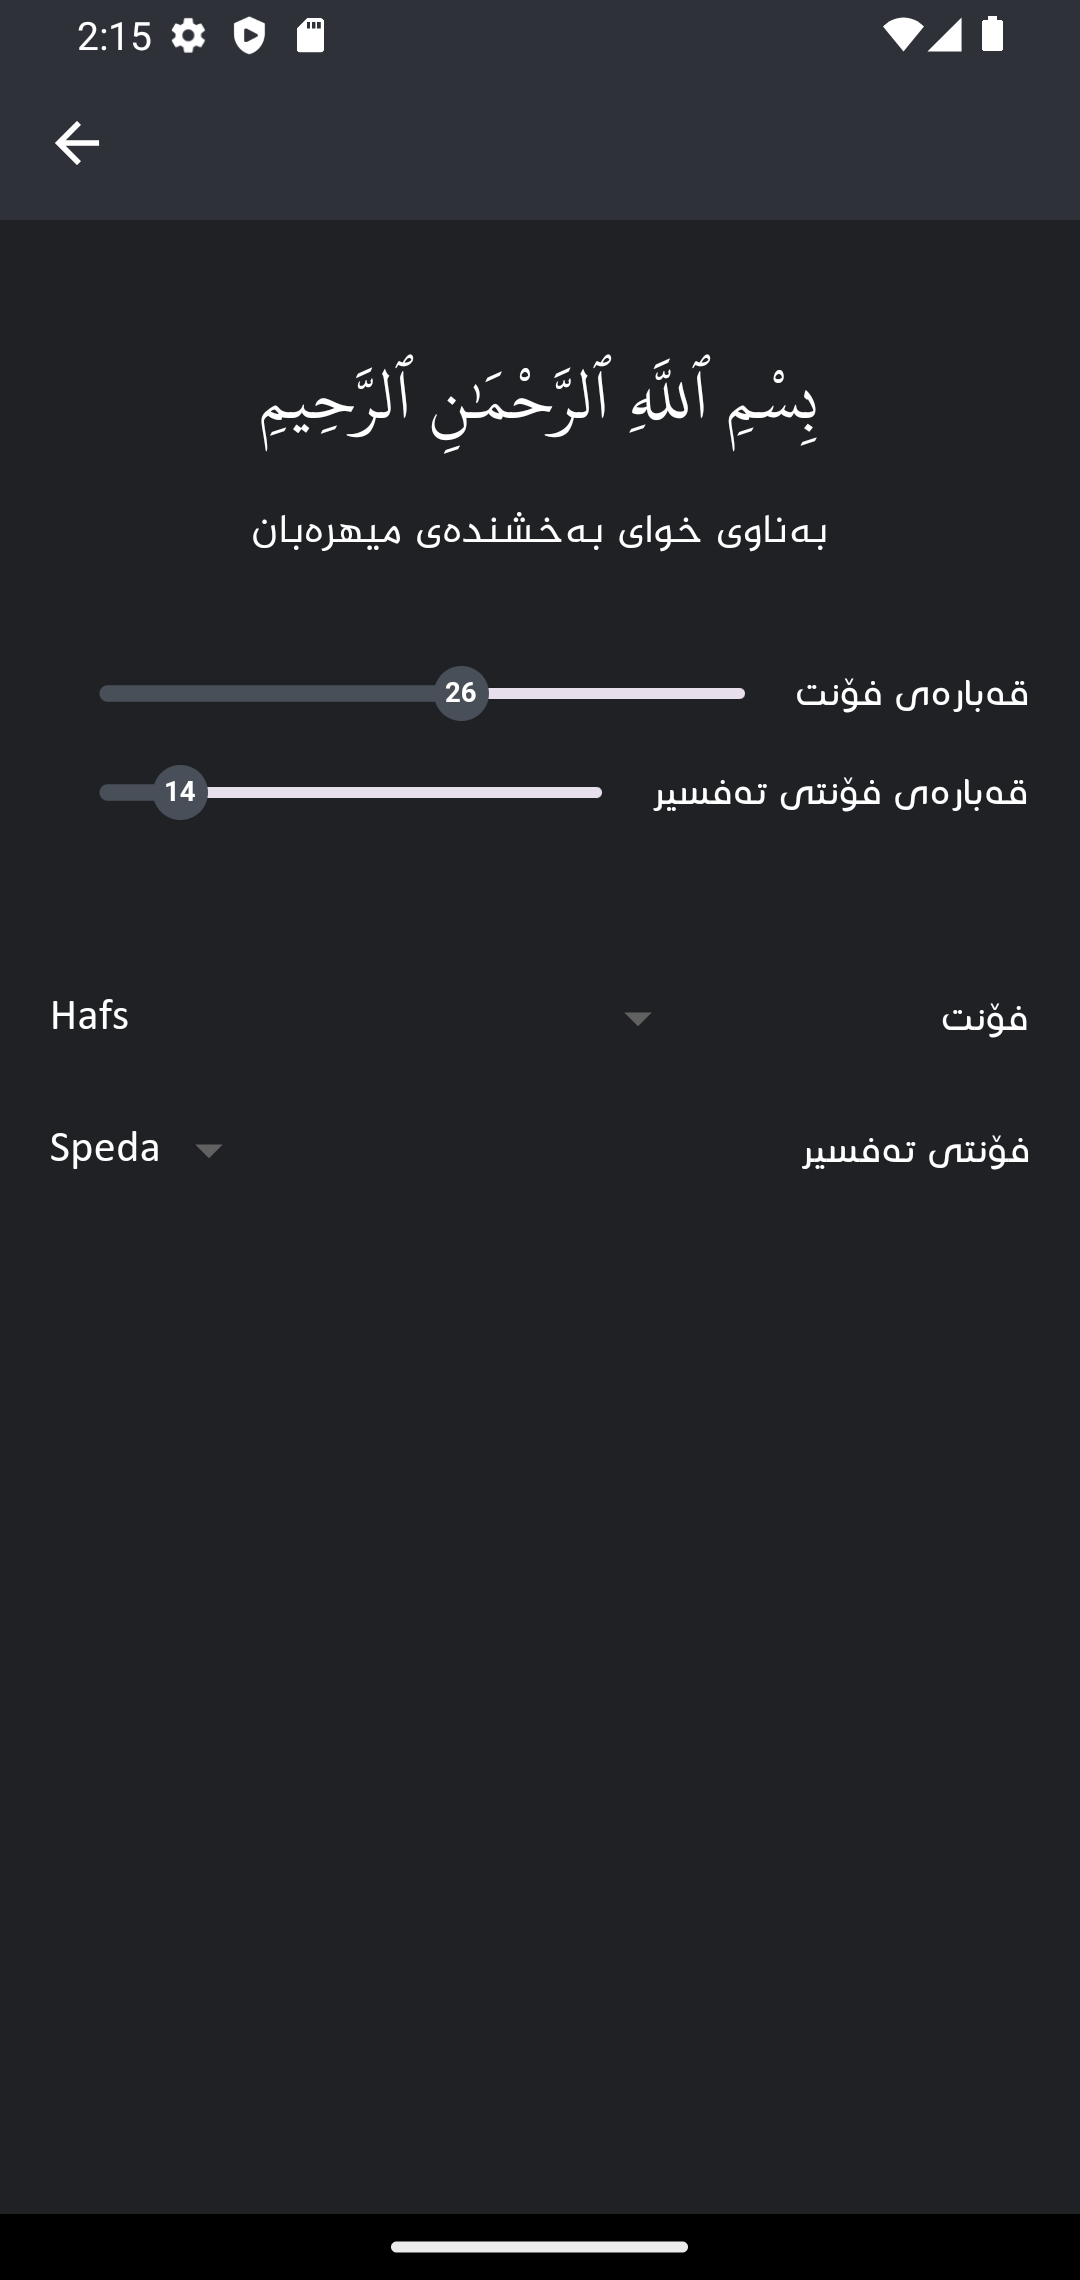 2:15
بِسْمِ ٱللَّهِ ٱلرَّحْمَـٰنِ ٱلرَّحِيمِ
بەناوی خوای بەخشندەی میهرەبان
قەبارەی فۆنت
26
قەبارەی فۆنتی تەفسیر
14
فۆنت
Hafs
فۆنتی تەفسیر
Speda